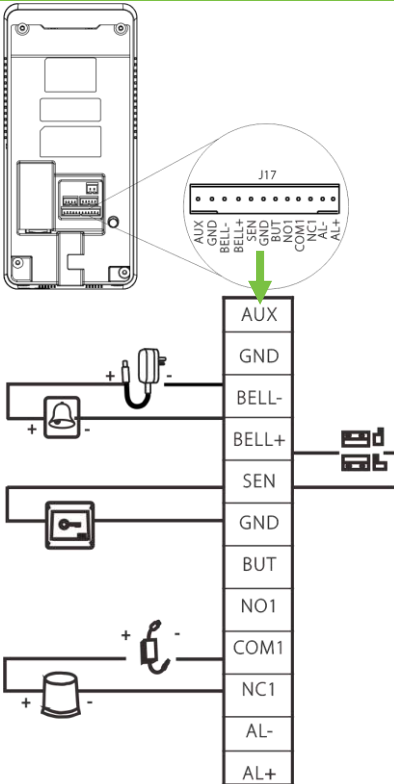 J17
AUX
GND
BELL-
BELL+
SEN
GND
BUT
NO1
COM1
NC1
AL-
AL+
AUX
GND
+ -
BELL-
+ -
BELL+
SEN
GND
BUT
NO1
+ -
COM1
NC1
+ -
AL-
AL+